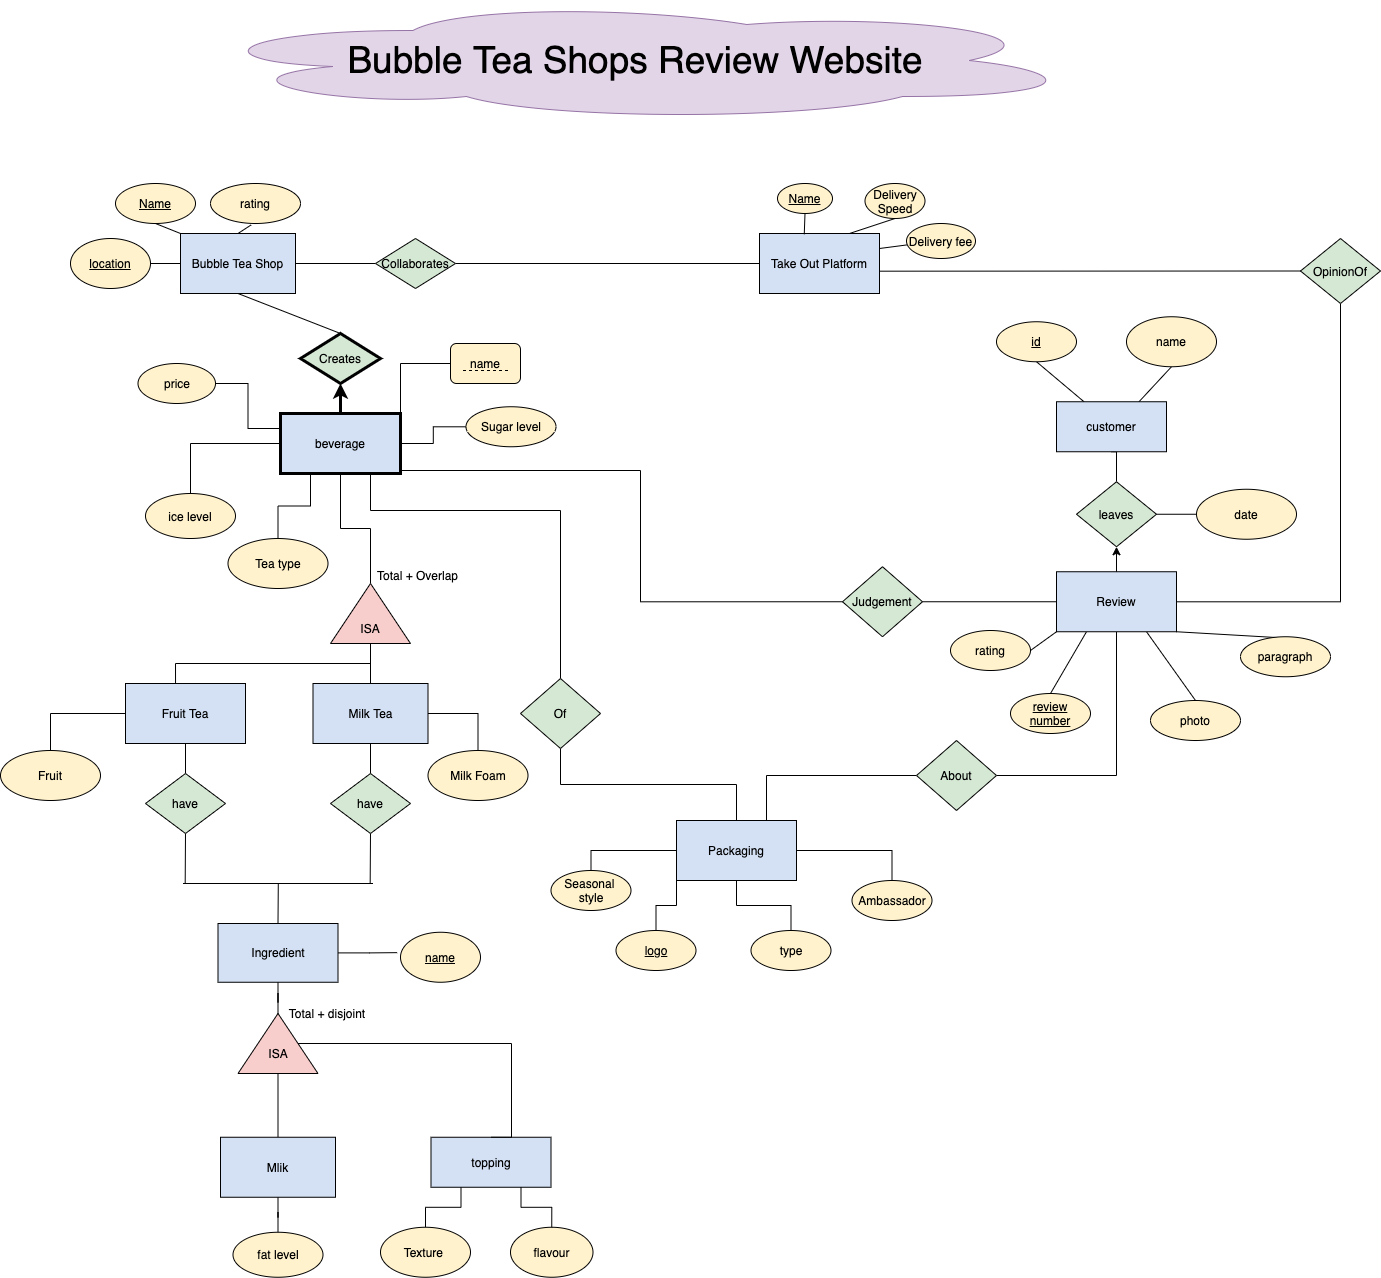 Bubble Tea Shops Review Website
Name
rating
location
Bubble Tea Shop
Collaborates
Name
Delivery
Speed
Delivery fee
Take Out Platform
OpinionOf
Creates
name
price
beverage
Sugar level
ice level
Tea type
id
name
customer
leaves
date
Total + Overlap
ISA
Judgement
Review
rating
review
number
photo
paragraph
Fruit Tea
Milk Tea
Of
Fruit
have
have
Milk Foam
About
Packaging
Seasonal
style
logo
type
Ambassador
Ingredient
name
Total + disjoint
ISA
Mlik
topping
fat level
Texture
flavour